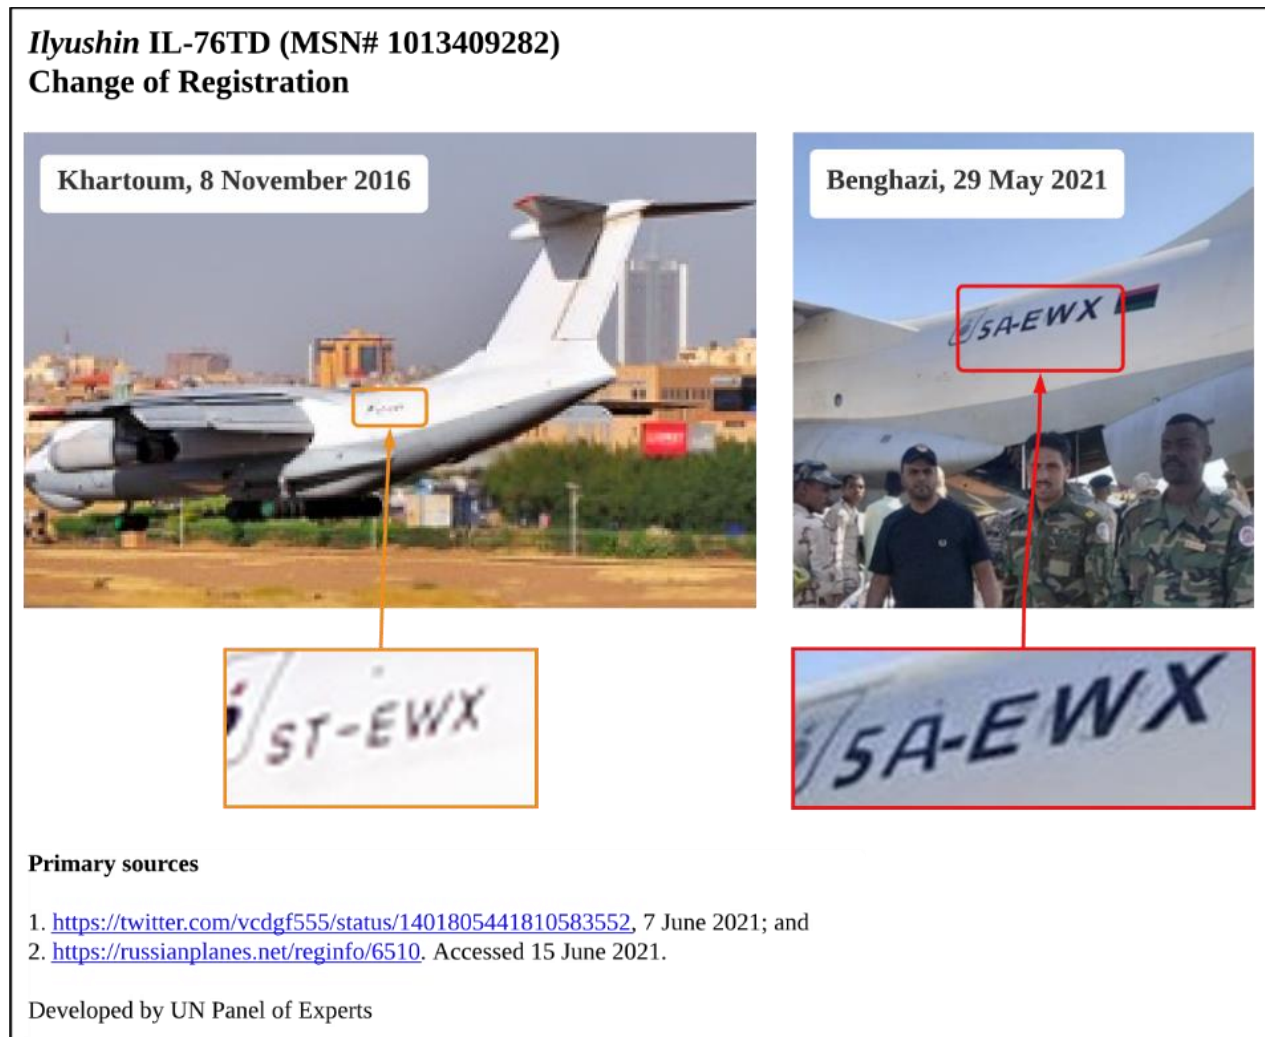 Ilyushin IL-76TD (MSN# 1013409282)
Change of Registration
Khartoum, 8 November 2016
Benghazi, 29 May 2021
5A-EWX
ST-EWX
5A-EWX
Primary sources
1. https://twitter.com/vcdgf555/status/1401805441810583552, 7 June 2021; and
2. https://russianplanes.net/reginfo/6510. Accessed 15 June 2021.
Developed by UN Panel of Experts